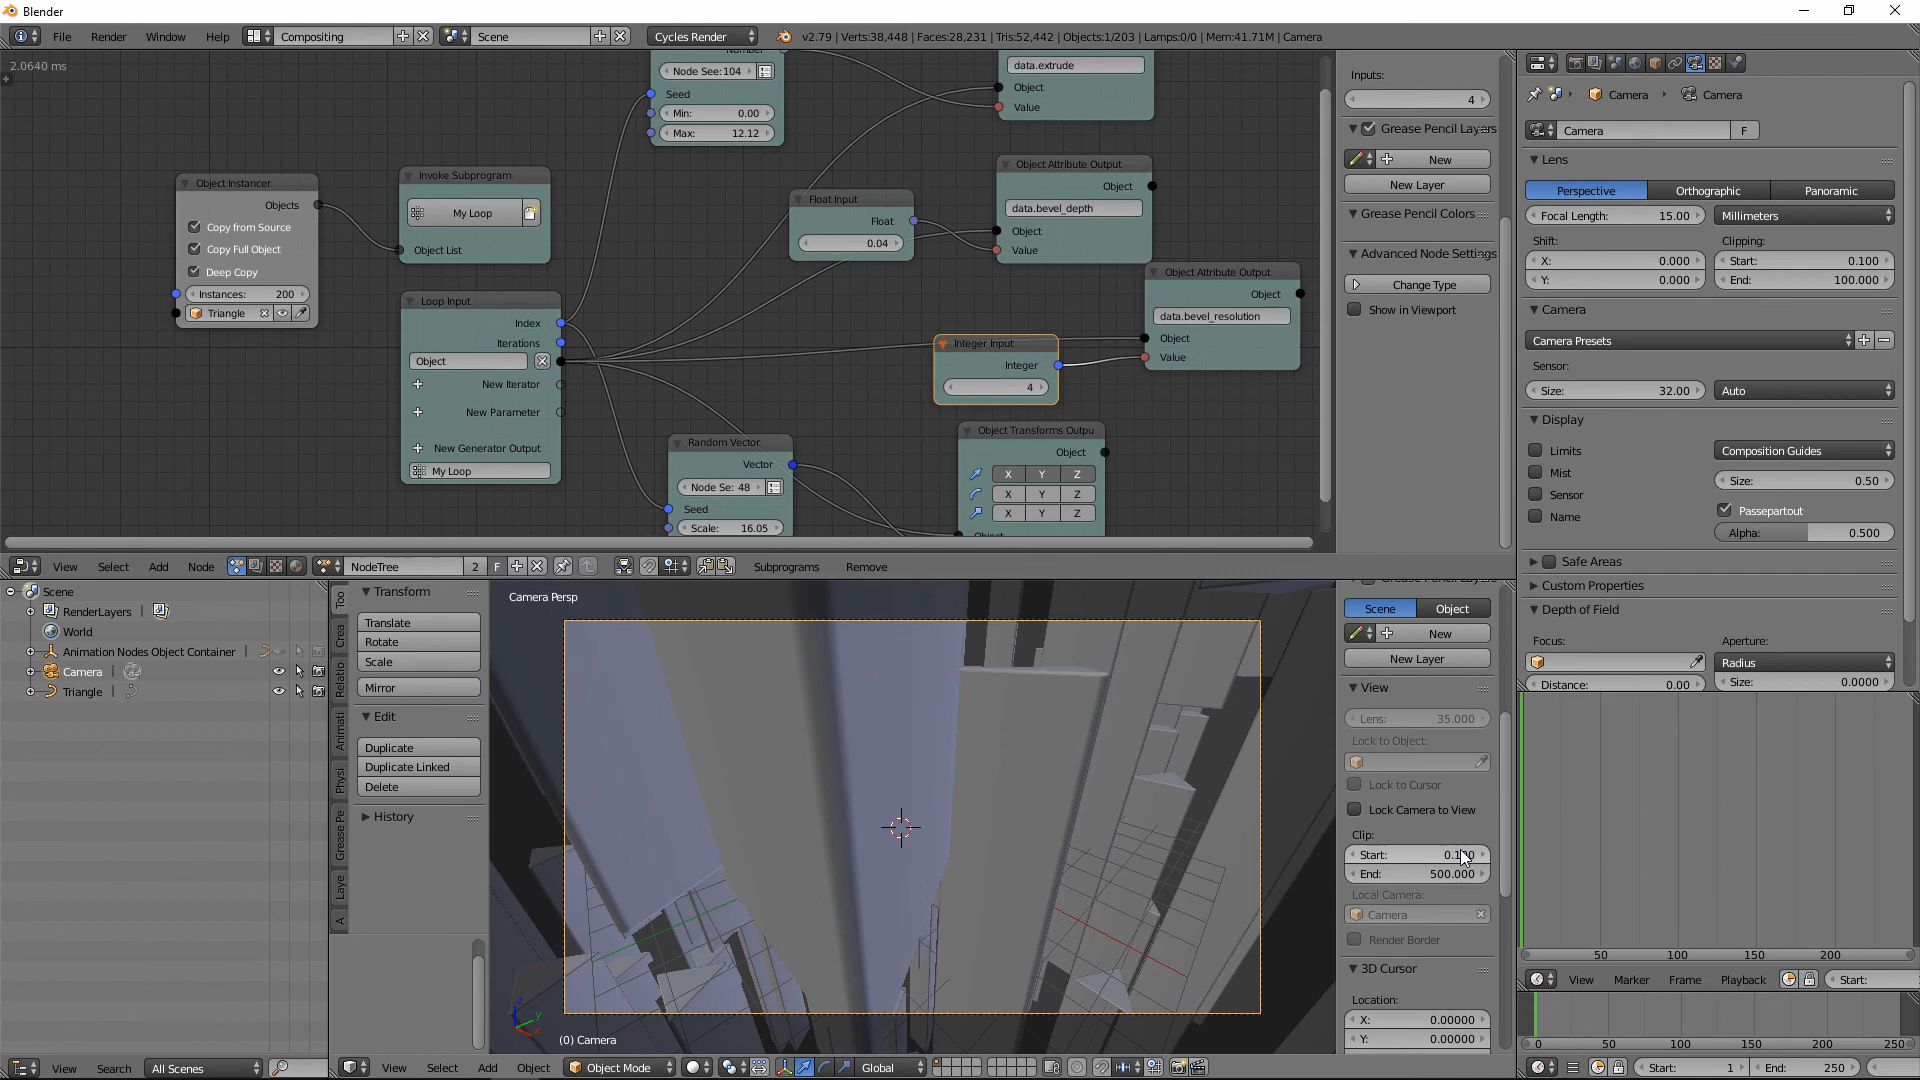 Blender
File Render Window Help Compositing Scene Cycles Render v2.79 | Verts:38,448 | Faces:28,231 | Tris:52,442 | Objects:1/203 | Lamps:0/0 | Mem:41.71M | Camera
2.0640 ms
Number
Node See:104
Seed
Min: 0.00
Max: 12.12
data.extrude
Object
Value
Object Instancer
Objects
Copy from Source
Copy Full Object
Deep Copy
Instances: 200
Triangle
Invoke Subprogram
My Loop
Object List
Loop Input
Index
Iterations
Object
New Iterator
New Parameter
New Generator Output
My Loop
Float Input
Float
0.04
Object Attribute Output
Object
data.bevel_depth
Object
Value
Object Attribute Output
Object
data.bevel_resolution
Object
Value
Integer Input
Integer
4
Random Vector
Vector
Node Se: 48
Seed
Scale: 16.05
Object Transforms Outpu
Object
X Y Z
X Y Z
X Y Z
Object
Inputs:
4
Grease Pencil Layers
New
New Layer
Grease Pencil Colors
Advanced Node Settings
Change Type
Show in Viewport
View Select Add Node NodeTree 2 F Subprograms Remove
Camera Camera
Camera F
Lens
Perspective Orthographic Panoramic
Focal Length: 15.00 Millimeters
Shift: Clipping:
X: 0.000 Start: 0.100
Y: 0.000 End: 100.000
Camera
Camera Presets
Sensor:
Size: 32.00 Auto
Display
Limits Composition Guides
Mist Size: 0.50
Sensor Passepartout
Name Alpha: 0.500
Safe Areas
Custom Properties
Depth of Field
Focus: Aperture:
Radius
Distance: 0.00 Size: 0.0000
Scene
RenderLayers
World
Animation Nodes Object Container
Camera
Triangle
View Search All Scenes
Too
Crea
Relatio
Animati
Physi
Grease Pe
Laye
A
Transform
Translate
Rotate
Scale
Mirror
Edit
Duplicate
Duplicate Linked
Delete
History
Camera Persp
z
y
x
(0) Camera
View Select Add Object Object Mode Global
Scene Object
New
New Layer
View
Lens: 35.000
Lock to Object:
Lock to Cursor
Lock Camera to View
Clip:
Start:
End: 500.000
Local Camera:
Camera
Render Border
3D Cursor
Location:
X: 0.00000
Y: 0.00000
50 100 150 200
View Marker Frame Playback Start:
0 50 100 150 200 250
Start: 1 End: 250